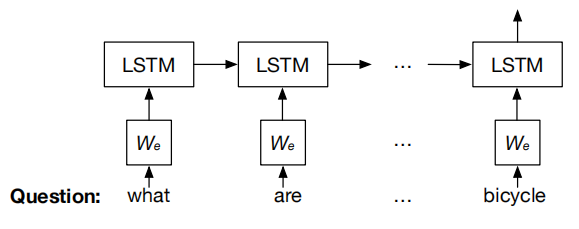 LSTM LSTM ... LSTM
We We ... We
Question: what are ... bicycle